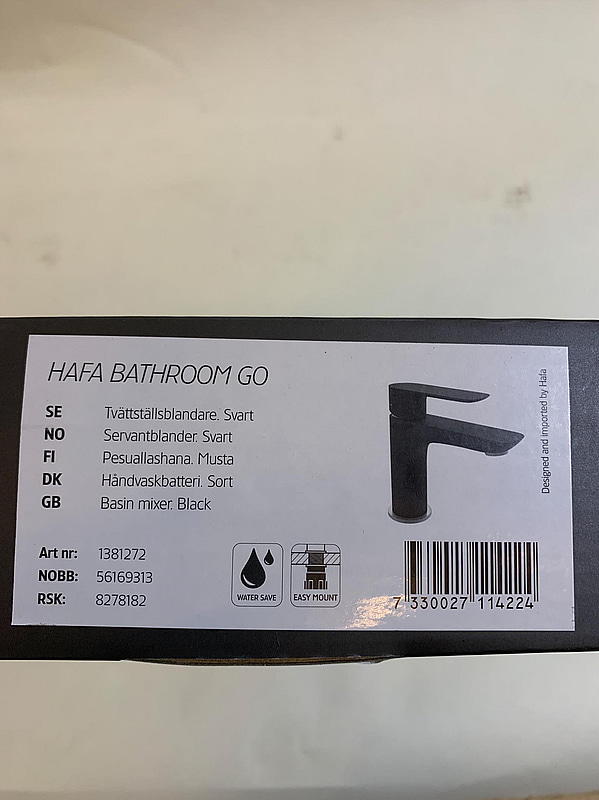 HAFA BATHROOM GO
SE Tvättställsblandare. Svart
NO Servantblander. Svart
FI Pesuallashana. Musta
DK Håndvaskbatteri. Sort
GB Basin mixer. Black
Art nr: 1381272
NOBB: 56169313
RSK: 8278182
WATER SAVE
EASY MOUNT
7 330027 114224
Designed and imported by Hafa